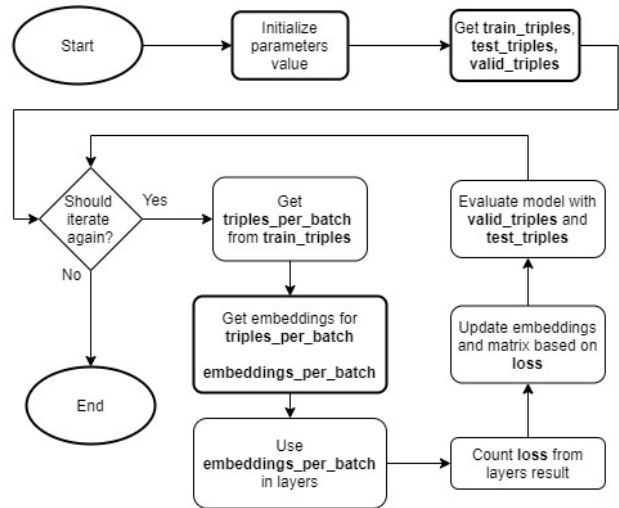 Start
Initialize
parameters
value
Get train_triples,
test_triples,
valid_triples
Should
iterate
again?
Yes
No
Get
triples_per_batch
from train_triples
Evaluate model with
valid_triples and
test_triples
Get embeddings for
triples_per_batch
embeddings_per_batch
Update embeddings
and matrix based on
loss
End
Use
embeddings_per_batch
in layers
Count loss from
layers result